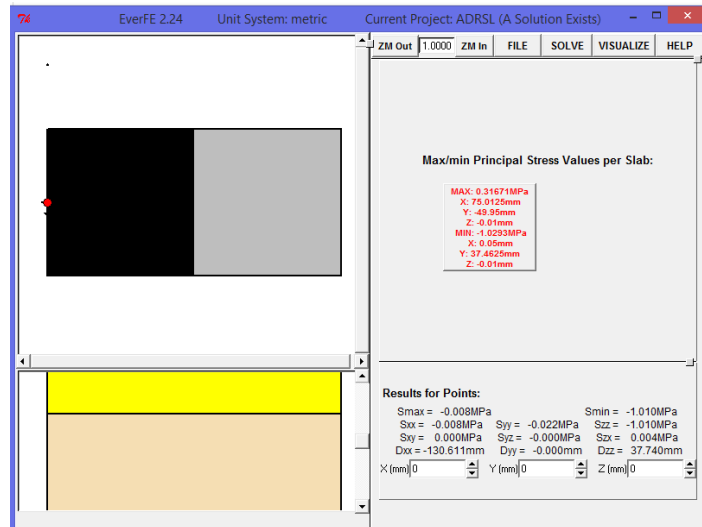 7% EverFE 2.24 Unit System: metric Current Project: ADRSL (A Solution Exists)
ZM Out 1.0000 ZM In FILE SOLVE VISUALIZE HELP
Max/min Principal Stress Values per Slab:
MAX: 0.31671MPa
X: 75.0125mm
Y: -49.95mm
Z: -0.01mm
MIN: -1.0293MPa
X: 0.05mm
Y: 37.4625mm
Z: -0.01mm
Results for Points:
Smax = -0.008MPa Smin = -1.010MPa
Sxx = -0.008MPa Syy = -0.022MPa Szz = -1.010MPa
Sxy = 0.000MPa Syz = -0.000MPa Szx = 0.004MPa
Dxx = -130.611mm Dyy = -0.000mm Dzz = 37.740mm
X (mm) 0 Y (mm) 0 Z (mm) 0